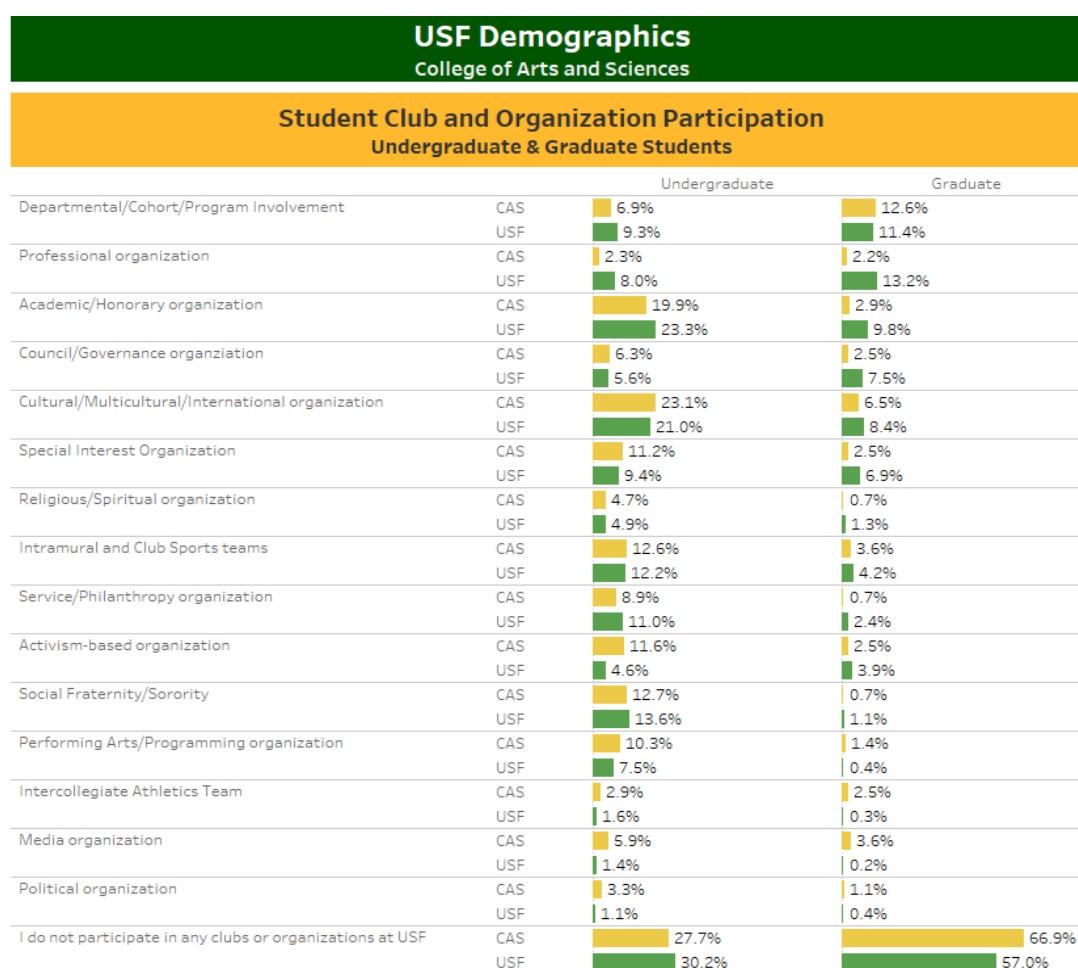 USF Demographics
College of Arts and Sciences
Student Club and Organization Participation
Undergraduate & Graduate Students
Undergraduate Graduate
Departmental/Cohort/Program Involvement CAS 6.9% 12.6%
USF 9.3% 11.4%
Professional organization CAS 2.3% 2.2%
USF 8.0% 13.2%
Academic/Honorary organization CAS 19.9% 2.9%
USF 23.3% 9.8%
Council/Governance organziation CAS 6.3% 2.5%
USF 5.6% 7.5%
Cultural/Multicultural/International organization CAS 23.1% 6.5%
USF 21.0% 8.4%
Special Interest Organization CAS 11.2% 2.5%
USF 9.4% 6.9%
Religious/Spiritual organization CAS 4.7% 0.7%
USF 4.9% 1.3%
Intramural and Club Sports teams CAS 12.6% 3.6%
USF 12.2% 4.2%
Service/Philanthropy organization CAS 8.9% 0.7%
USF 11.0% 2.4%
Activism-based organization CAS 11.6% 2.5%
USF 4.6% 3.9%
Social Fraternity/Sorority CAS 12.7% 0.7%
USF 13.6% 1.1%
Performing Arts/Programming organization CAS 10.3% 1.4%
USF 7.5% 0.4%
Intercollegiate Athletics Team CAS 2.9% 2.5%
USF 1.6% 0.3%
Media organization CAS 5.9% 3.6%
USF 1.4% 0.2%
Political organization CAS 3.3% 1.1%
USF 1.1% 0.4%
I do not participate in any clubs or organizations at USF CAS 27.7% 66.9%
USF 30.2% 57.0%